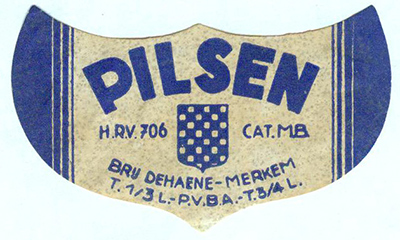 PILSEN
H.R.V. 706 CAT. M.B
BRIJ DEHAENE-MERKEM
T. 1/3 L.-P.V.B.A.-T. 3/4 L.